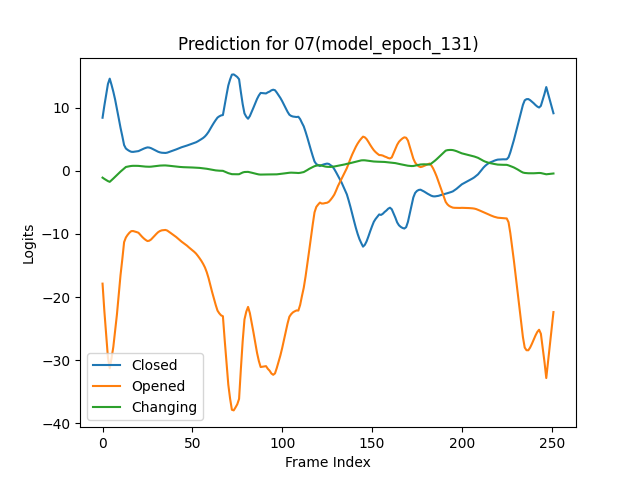 Prediction for 07(model_epoch_131)
Logits
10
0
−10
−20
−30
−40
Closed
Opened
Changing
0 50 100 150 200 250
Frame Index